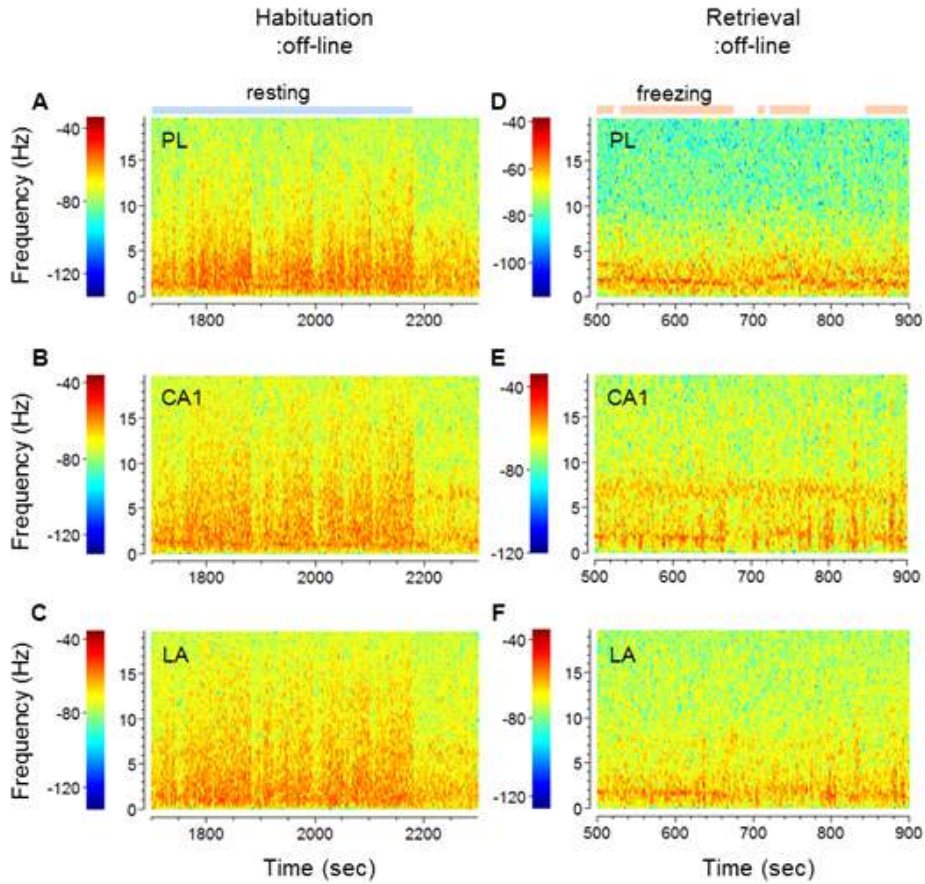 Habituation
:off-line
Retrieval
:off-line
A
resting
-40
-80
-120
Frequency (Hz)
PL
15
10
5
0
1800
2000
2200
D
freezing
-40
-60
-80
-100
PL
15
10
5
0
500
600
700
800
900
B
-40
-80
-120
Frequency (Hz)
CA1
15
10
5
0
1800
2000
2200
E
-40
-80
-120
CA1
15
10
5
0
500
600
700
800
900
C
-40
-80
-120
Frequency (Hz)
LA
15
10
5
0
1800
2000
2200
Time (sec)
F
-40
-80
-120
LA
15
10
5
0
500
600
700
800
900
Time (sec)